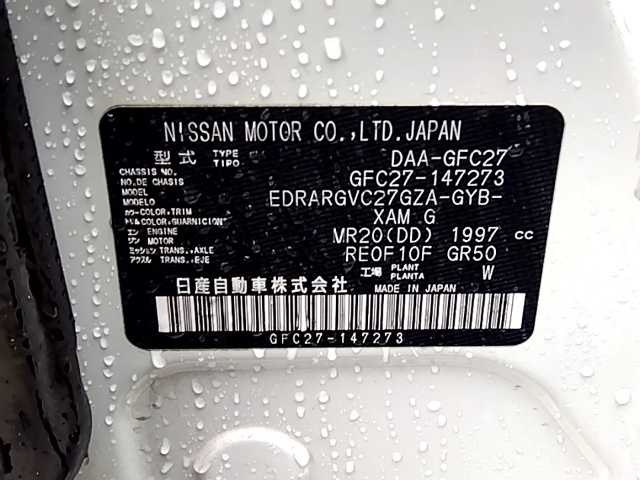 NISSAN MOTOR CO.,LTD.JAPAN
型式 TYPE TIPO DAA-GFC27
CHASSIS NO. NO.DE CHASIS GFC27-147273
MODEL MODELO EDRARGVC27GZA-GYB-
カラー COLOR,TRIM トリム COLOR,GUARNICION XAM G
エン ENGINE ジン MOTOR MR20(DD) 1997 cc
ミッション TRANS.,AXLE アクスル TRANS.,EJE RE0F10F GR50
工場 PLANT PLANTA W
日産自動車株式会社 MADE IN JAPAN
GFC27-147273